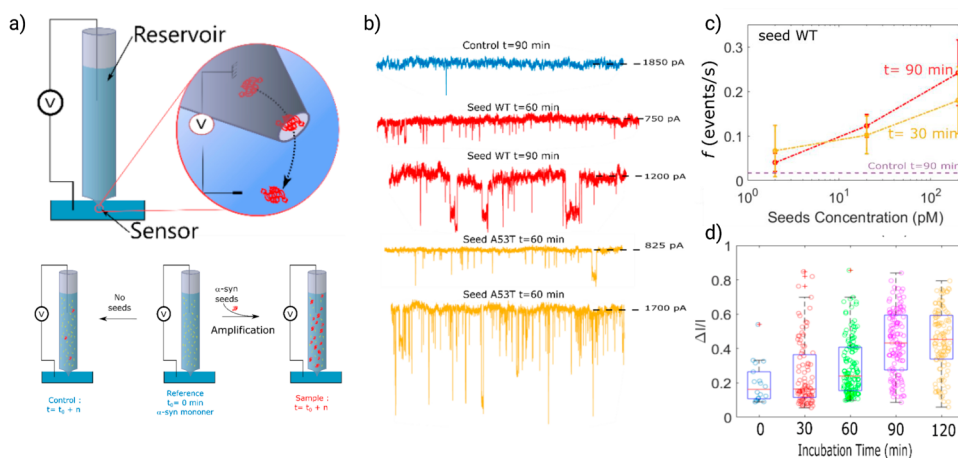 a)
Reservoir
V
V
Sensor
V
No
seeds
V
α-syn
seeds
Amplification
V
Control :
t= t₀ + n
Reference
t₀= 0 min
α-syn mononer
Sample:
t= t₀ + n
b)
Control t=90 min
1850 pA
Seed WT t=60 min
750 pA
Seed WT t=90 min
1200 pA
Seed A53T t=60 min
825 pA
Seed A53T t=60 min
1700 pA
c)
seed WT
f (events/s)
0.3
0.2
0.1
0
t= 90 min
t= 30 min
Control t=90 min
10⁰
10¹
10²
Seeds Concentration (pM)
d)
ΔI/I
1
0.8
0.6
0.4
0.2
0
0
30
60
90
120
Incubation Time (min)